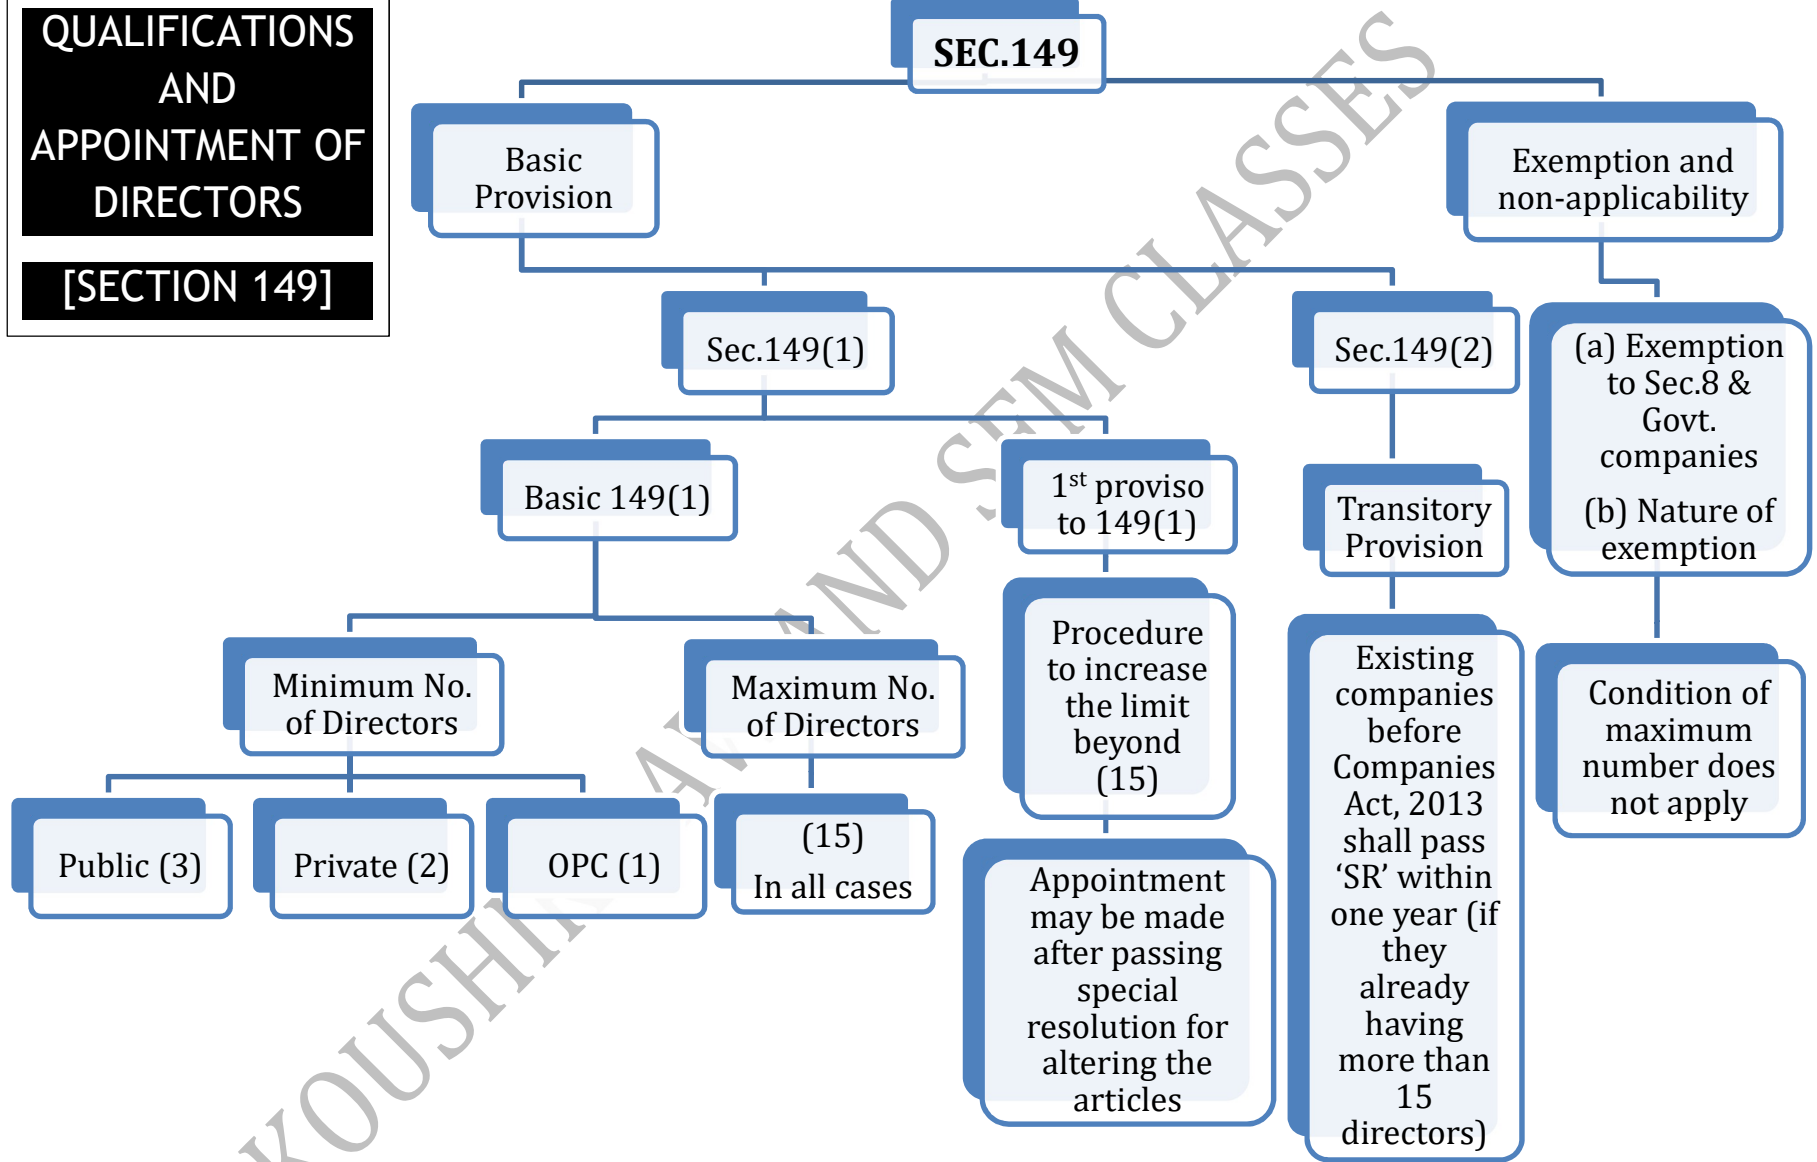 QUALIFICATIONS
AND
APPOINTMENT OF
DIRECTORS
[SECTION 149]
SEC.149
Basic
Provision
Exemption and
non-applicability
Sec.149(1)
Sec.149(2)
(a) Exemption
to Sec.8 &
Govt.
companies
(b) Nature of
exemption
Basic 149(1)
1st proviso
to 149(1)
Transitory
Provision
Minimum No.
of Directors
Maximum No.
of Directors
Procedure
to increase
the limit
beyond
(15)
Existing
companies
before
Companies
Act, 2013
shall pass
‘SR’ within
one year (if
they
already
having
more than
15
directors)
Condition of
maximum
number does
not apply
Public (3)
Private (2)
OPC (1)
(15)
In all cases
Appointment
may be made
after passing
special
resolution for
altering the
articles
AND SEM CLASSES